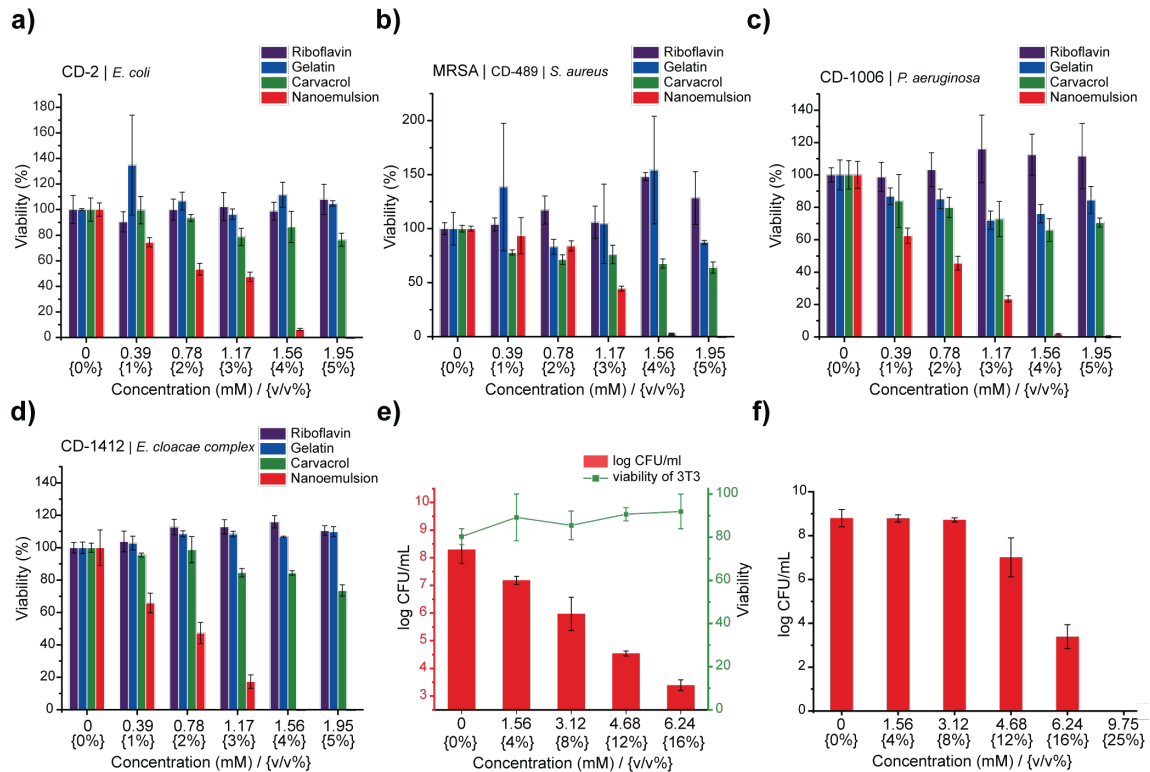 a)
CD-2 | E. coli
Riboflavin
Gelatin
Carvacrol
Nanoemulsion
Viability (%)
180
160
140
120
100
80
60
40
20
0
0 0.39 0.78 1.17 1.56 1.95
{0%} {1%} {2%} {3%} {4%} {5%}
Concentration (mM) / {v/v%}
b)
MRSA | CD-489 | S. aureus
Riboflavin
Gelatin
Carvacrol
Nanoemulsion
Viability (%)
200
150
100
50
0
0 0.39 0.78 1.17 1.56 1.95
{0%} {1%} {2%} {3%} {4%} {5%}
Concentration (mM) / {v/v%}
c)
CD-1006 | P. aeruginosa
Riboflavin
Gelatin
Carvacrol
Nanoemulsion
Viability (%)
140
120
100
80
60
40
20
0
0 0.39 0.78 1.17 1.56 1.95
{0%} {1%} {2%} {3%} {4%} {5%}
Concentration (mM) / {v/v%}
d)
CD-1412 | E. cloacae complex
Riboflavin
Gelatin
Carvacrol
Nanoemulsion
Viability (%)
140
120
100
80
60
40
20
0
0 0.39 0.78 1.17 1.56 1.95
{0%} {1%} {2%} {3%} {4%} {5%}
Concentration (mM) / {v/v%}
e)
log CFU/ml
viability of 3T3
log CFU/mL
10
9
8
7
6
5
4
3
Viability
100
80
60
40
20
0
0 1.56 3.12 4.68 6.24
{0%} {4%} {8%} {12%} {16%}
Concentration (mM) / {v/v%}
f)
log CFU/mL
10
8
6
4
2
0
0 1.56 3.12 4.68 6.24 9.75
{0%} {4%} {8%} {12%} {16%} {25%}
Concentration (mM) / {v/v%}